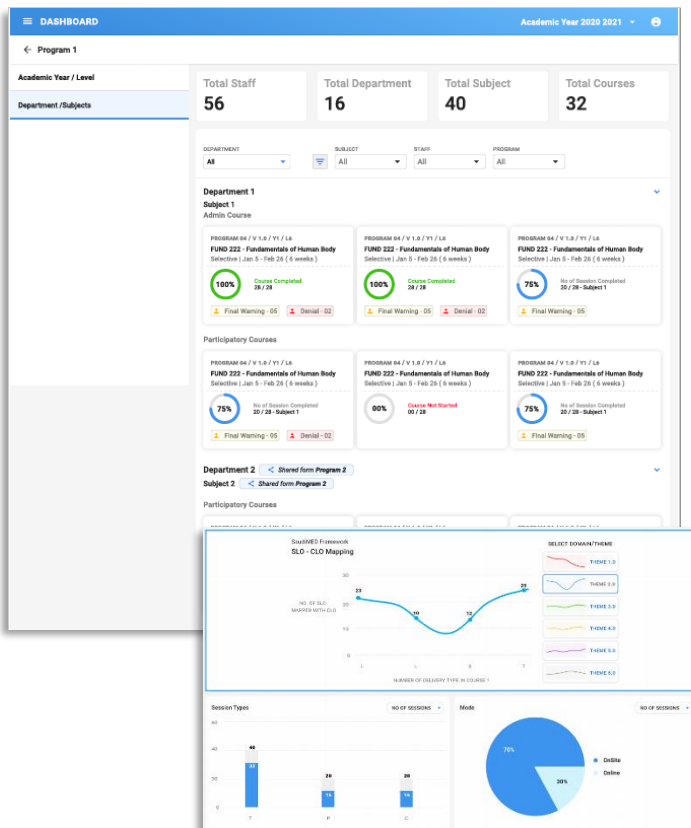 DASHBOARD
Academic Year 2020 2021
Program 1
Academic Year / Level
Department /Subjects
Total Staff
56
Total Department
16
Total Subject
40
Total Courses
32
DEPARTMENT
All
SUBJECT
All
STAFF
All
PROGRAM
All
Department 1
Subject 1
Admin Course
PROGRAM 04 / V 1.0 / Y1 / L6
FUND 222 - Fundamentals of Human Body
Selective | Jan 5 - Feb 26 ( 6 weeks )
100%
Course Completed
28 / 28
Final Warning - 05
Denial - 02
PROGRAM 04 / V 1.0 / Y1 / L6
FUND 222 - Fundamentals of Human Body
Selective | Jan 5 - Feb 26 ( 6 weeks )
100%
Course Completed
28 / 28
Final Warning - 05
Denial - 02
PROGRAM 04 / V 1.0 / Y1 / L6
FUND 222 - Fundamentals of Human Body
Selective | Jan 5 - Feb 26 ( 6 weeks )
75%
No of Session Completed
20 / 28 - Subject 1
Final Warning - 05
Participatory Courses
PROGRAM 04 / V 1.0 / Y1 / L6
FUND 222 - Fundamentals of Human Body
Selective | Jan 5 - Feb 26 ( 6 weeks )
75%
No of Session Completed
20 / 28 - Subject 1
Final Warning - 05
Denial - 02
PROGRAM 04 / V 1.0 / Y1 / L6
FUND 222 - Fundamentals of Human Body
Selective | Jan 5 - Feb 26 ( 6 weeks )
00%
Course Not Started
00 / 28
PROGRAM 04 / V 1.0 / Y1 / L6
FUND 222 - Fundamentals of Human Body
Selective | Jan 5 - Feb 26 ( 6 weeks )
75%
No of Session Completed
20 / 28 - Subject 1
Final Warning - 05
Department 2
Shared form Program 2
Subject 2
Shared form Program 2
Participatory Courses
SaudiMED Framework
SLO - CLO Mapping
SELECT DOMAIN/THEME
THEME 1.0
THEME 2.0
THEME 3.0
THEME 4.0
THEME 5.0
THEME 6.0
NO. OF SLO
MAPPED WITH CLO
30
20
10
0
23
10
12
25
L
L
T
NUMBER OF DELIVERY TYPE IN COURSE 1
Session Types
NO OF SESSIONS
60
40
20
0
40
32
20
16
20
16
T
P
C
Mode
NO OF SESSIONS
70%
30%
OnSite
Online